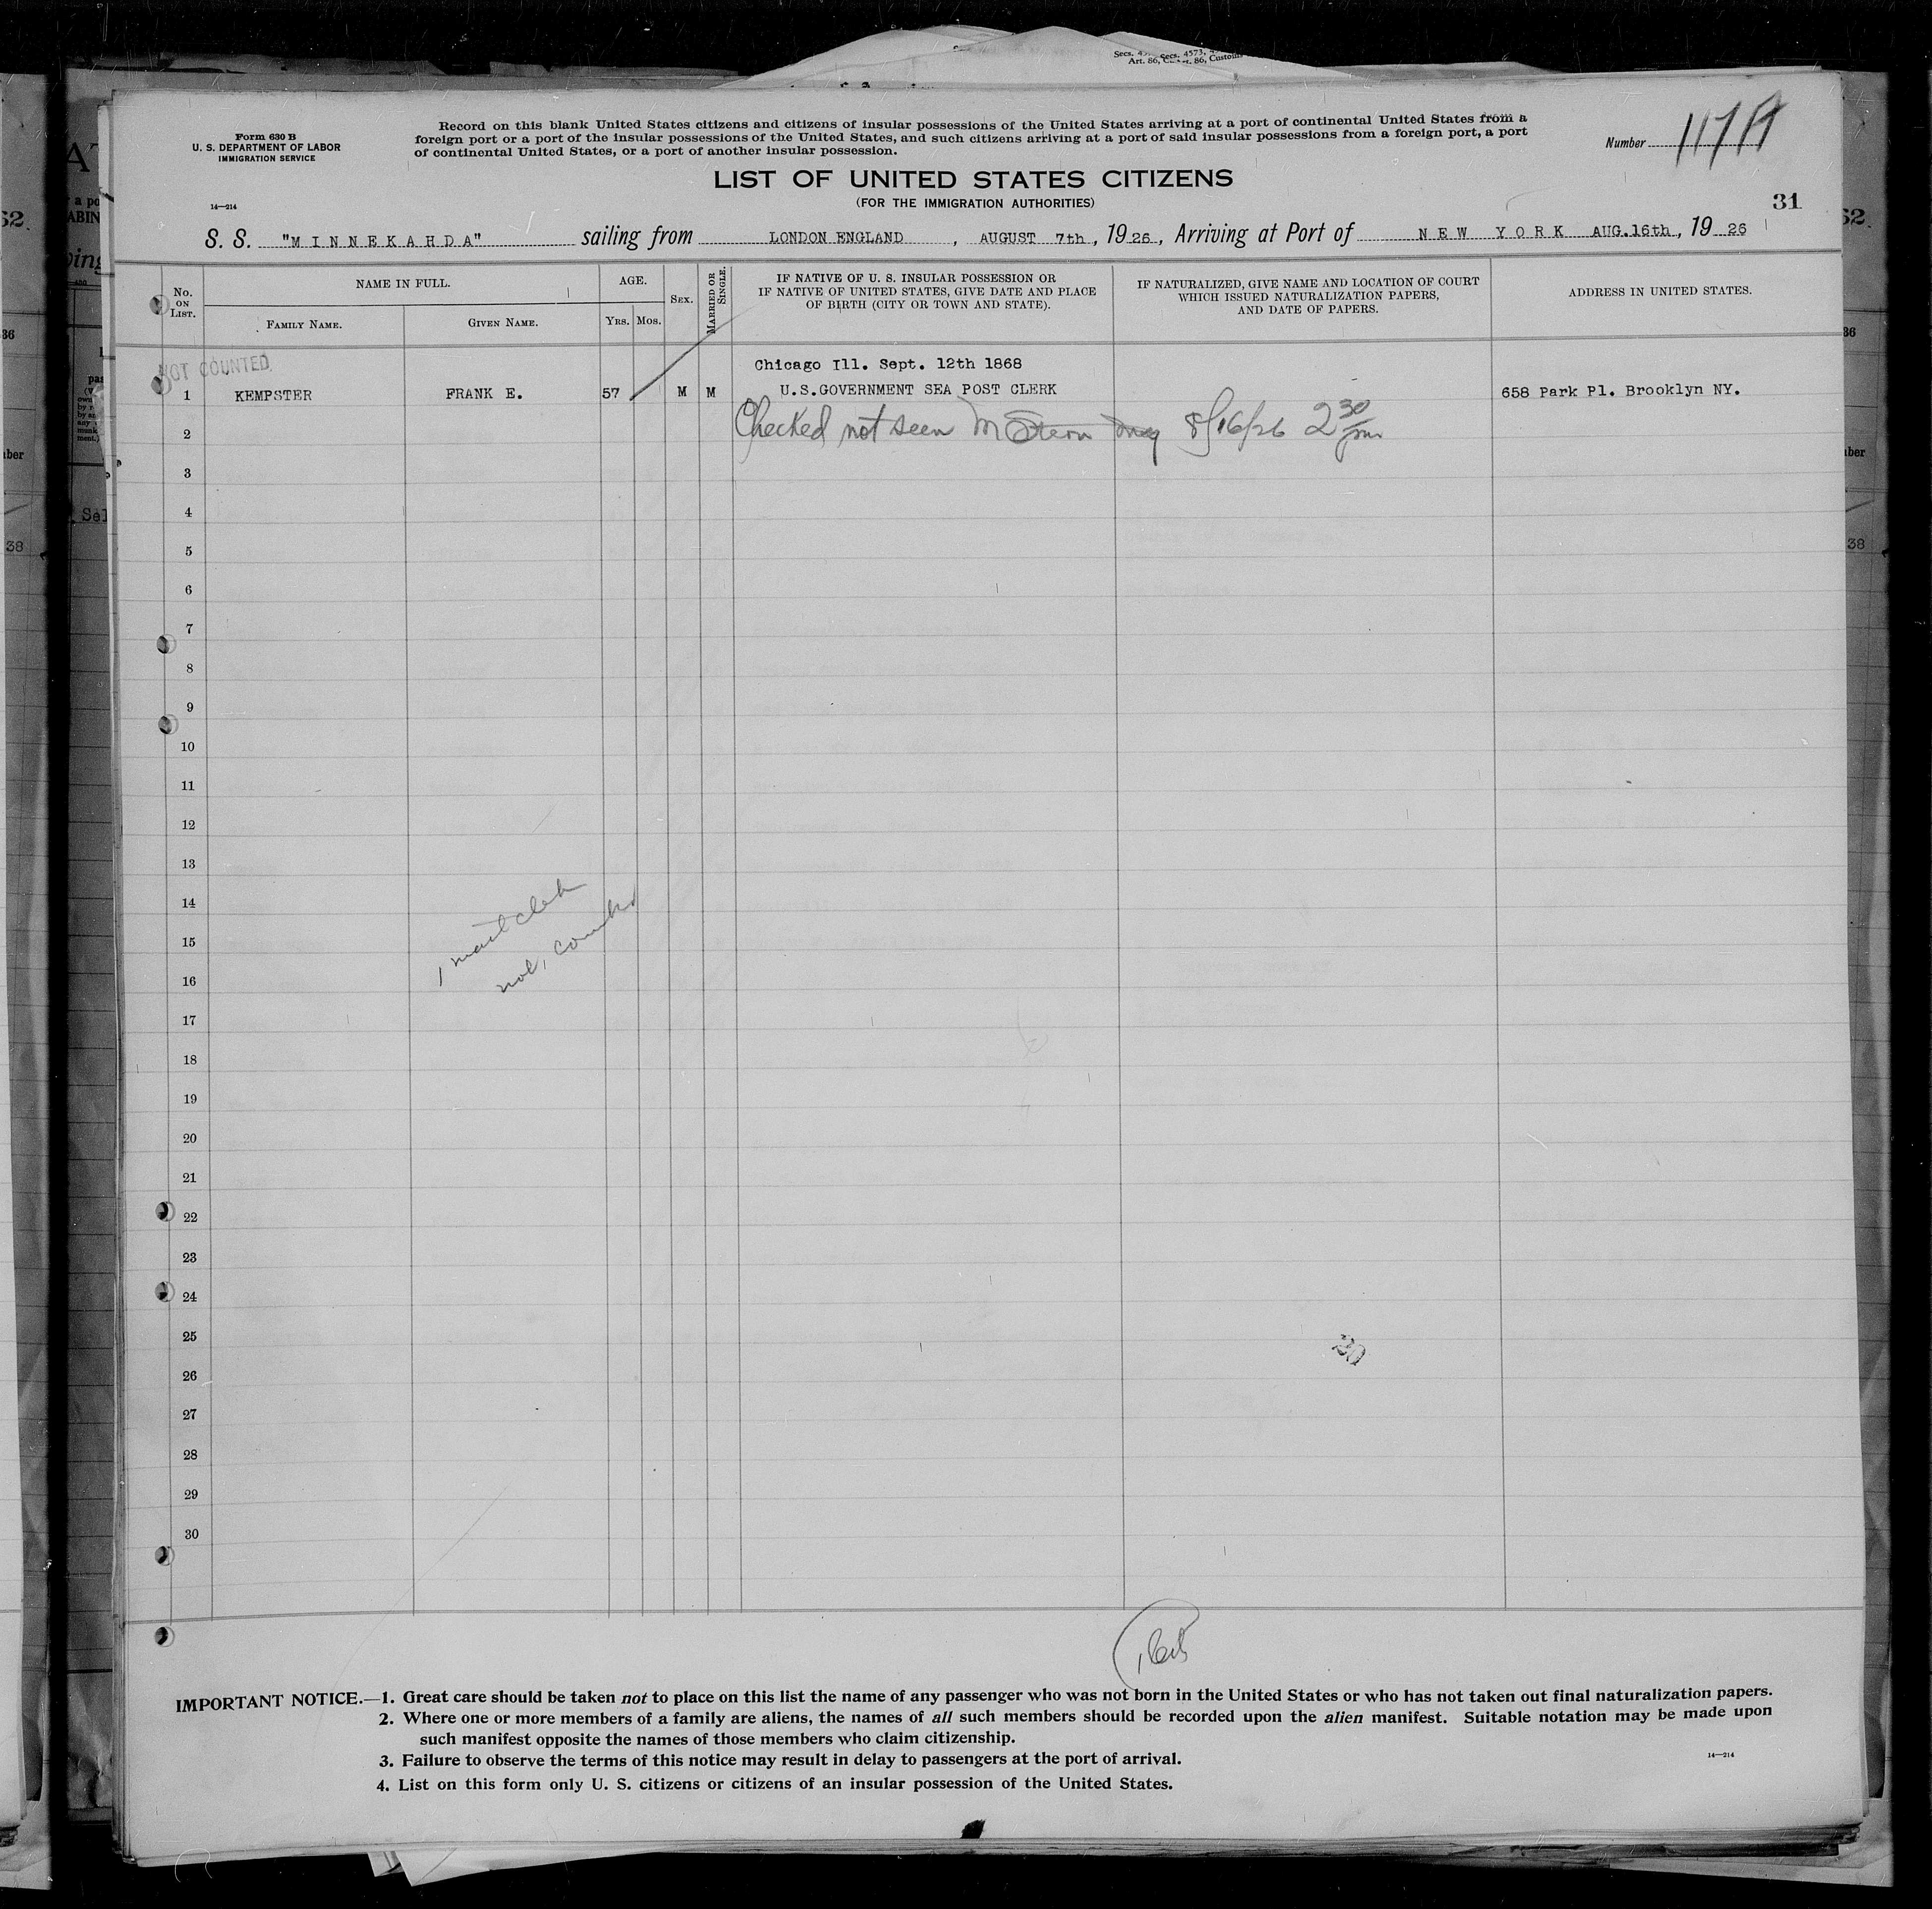 Secs. 4573,
Art. 86,
86, Customs
Form 630 B
U. S. DEPARTMENT OF LABOR
IMMIGRATION SERVICE
14—214
Record on this blank United States citizens and citizens of insular possessions of the United States arriving at a port of continental United States from a
foreign port or a port of the insular possessions of the United States, and such citizens arriving at a port of said insular possessions from a foreign port, a port
of continental United States, or a port of another insular possession.
Number
LIST OF UNITED STATES CITIZENS
(FOR THE IMMIGRATION AUTHORITIES)
31
S. S. "MINNEKAHDA" sailing from LONDON ENGLAND, AUGUST 7th, 1926, Arriving at Port of NEW YORK AUG.16th, 1926
No. ON LIST.
NAME IN FULL.
FAMILY NAME.
GIVEN NAME.
AGE.
YRS.
MOS.
SEX.
MARRIED OR SINGLE.
IF NATIVE OF U. S. INSULAR POSSESSION OR
IF NATIVE OF UNITED STATES, GIVE DATE AND PLACE
OF BIRTH (CITY OR TOWN AND STATE).
IF NATURALIZED, GIVE NAME AND LOCATION OF COURT
WHICH ISSUED NATURALIZATION PAPERS,
AND DATE OF PAPERS.
ADDRESS IN UNITED STATES.
NOT COUNTED
Chicago Ill. Sept. 12th 1868
1 KEMPSTER FRANK E. 57 M M U.S.GOVERNMENT SEA POST CLERK 658 Park Pl. Brooklyn NY.
2 Checked not seen M Stern 8/16/26 2 30 pm
3
4
5
6
7
8
9
10
11
12
13
14
1 mail clerk
15
not counted
16
17
18
19
20
21
22
23
24
25
30
26
27
28
29
30
IMPORTANT NOTICE.—1. Great care should be taken not to place on this list the name of any passenger who was not born in the United States or who has not taken out final naturalization papers.
2. Where one or more members of a family are aliens, the names of all such members should be recorded upon the alien manifest. Suitable notation may be made upon
such manifest opposite the names of those members who claim citizenship.
3. Failure to observe the terms of this notice may result in delay to passengers at the port of arrival.
14—214
4. List on this form only U. S. citizens or citizens of an insular possession of the United States.